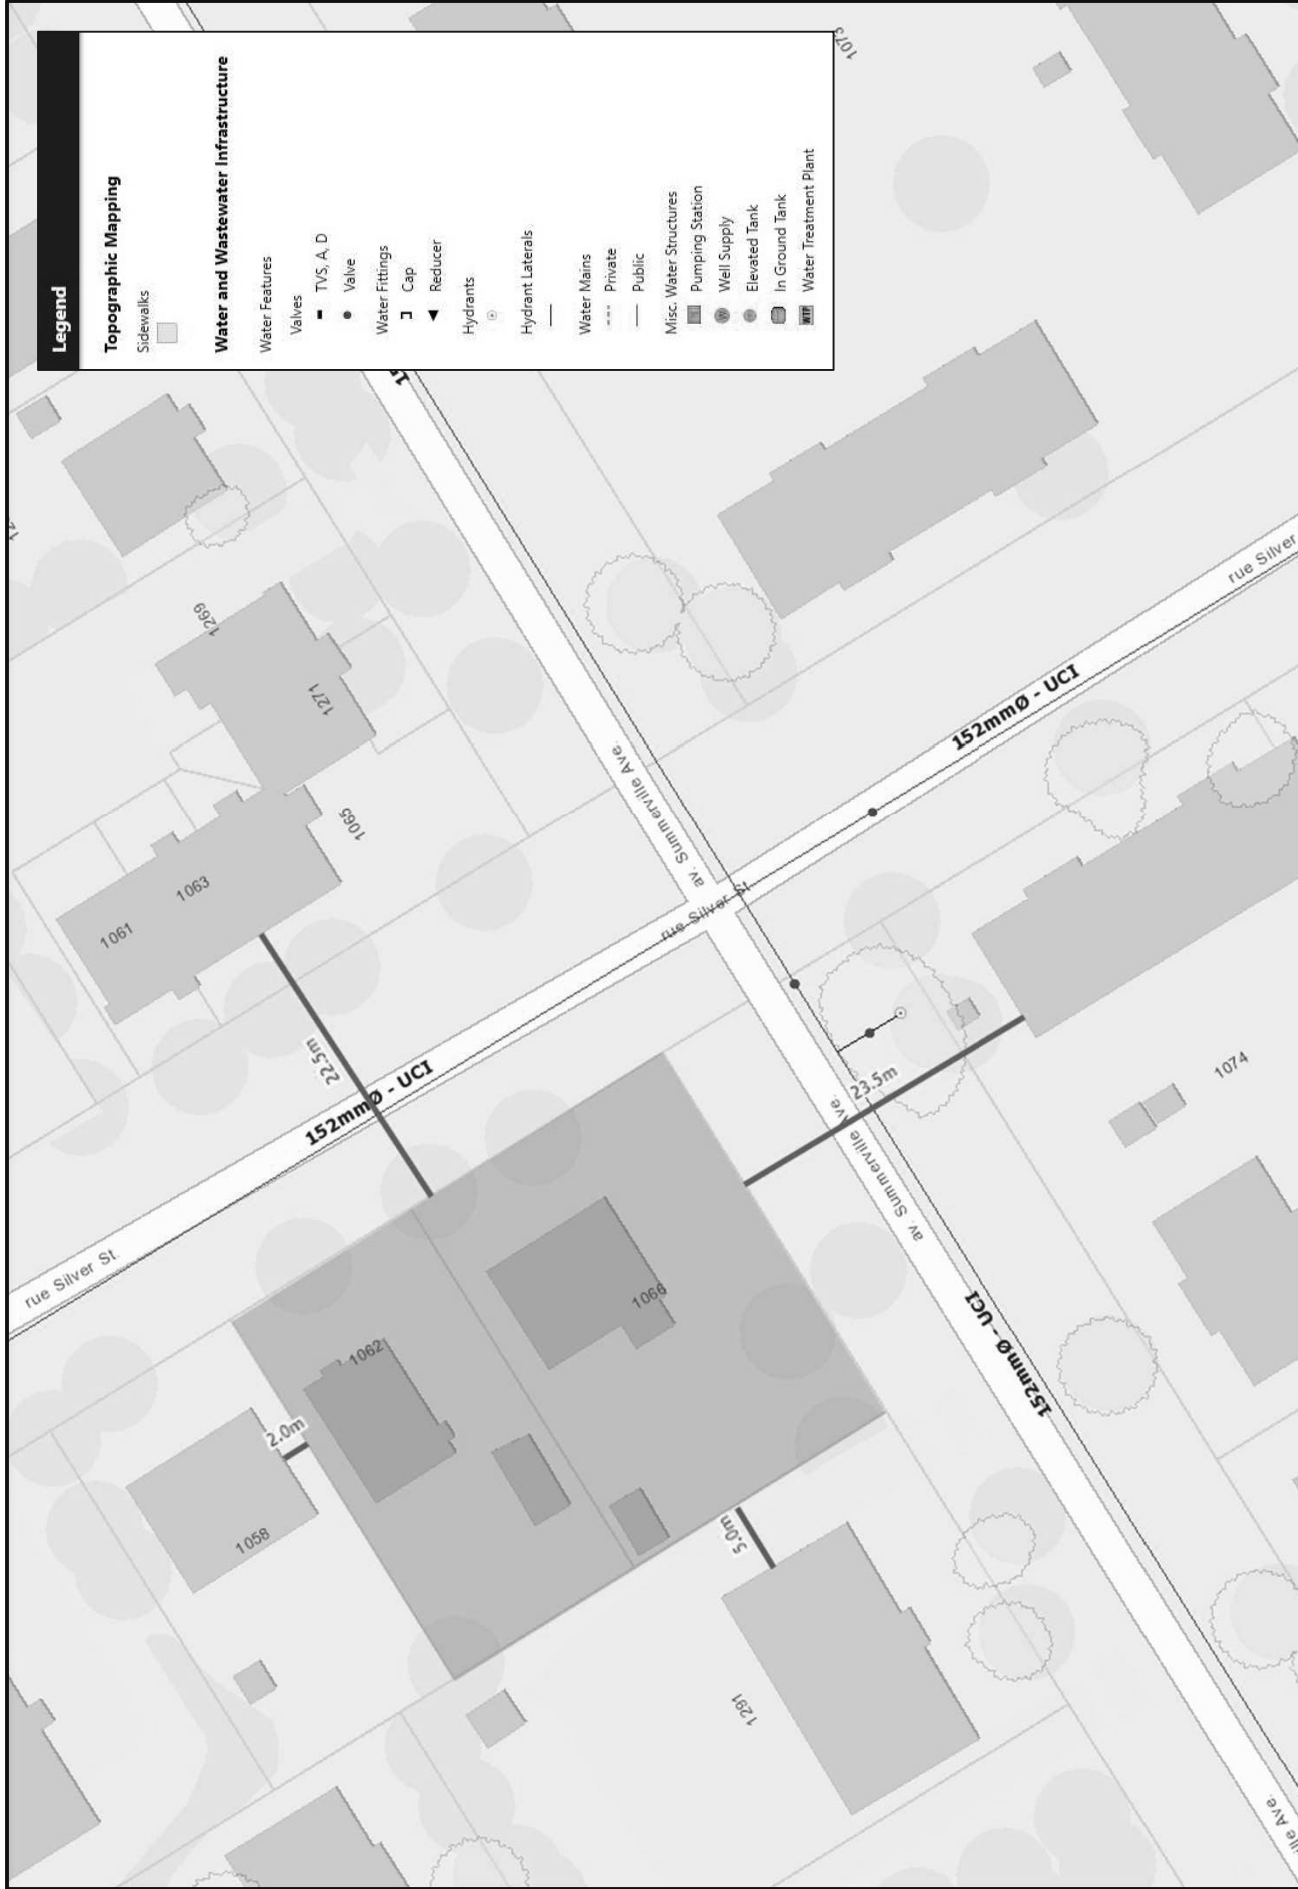 Legend
Topographic Mapping
Sidewalks
Water and Wastewater Infrastructure
Water Features
Valves
TVS, A, D
Valve
Water Fittings
Cap
Reducer
Hydrants
Hydrant Laterals
Water Mains
Private
Public
Misc. Water Structures
Pumping Station
W Well Supply
Elevated Tank
In Ground Tank
WTP Water Treatment Plant
1073
1269
1271
1065
1063
1061
av. Summerville Ave.
rue Silver St.
152mmØ - UCI
rue Silver
22.5m
152mmØ - UCI
rue Silver St.
23.5m
av. Summerville Ave.
152mmØ - UCI
1074
1066
1062
2.0m
1058
5.0m
1291